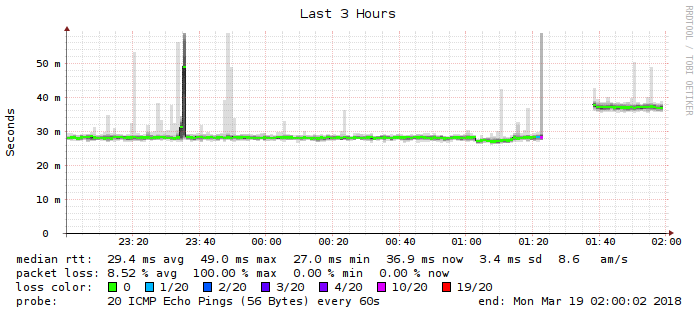 Last 3 Hours
RRDTOOL / TOBI OETIKER
Seconds
50 m
40 m
30 m
20 m
10 m
0
23:20 23:40 00:00 00:20 00:40 01:00 01:20 01:40 02:00
median rtt: 29.4 ms avg 49.0 ms max 27.0 ms min 36.9 ms now 3.4 ms sd 8.6 am/s
packet loss: 8.52 % avg 100.00 % max 0.00 % min 0.00 % now
loss color: 0 1/20 2/20 3/20 4/20 10/20 19/20
probe: 20 ICMP Echo Pings (56 Bytes) every 60s end: Mon Mar 19 02:00:02 2018